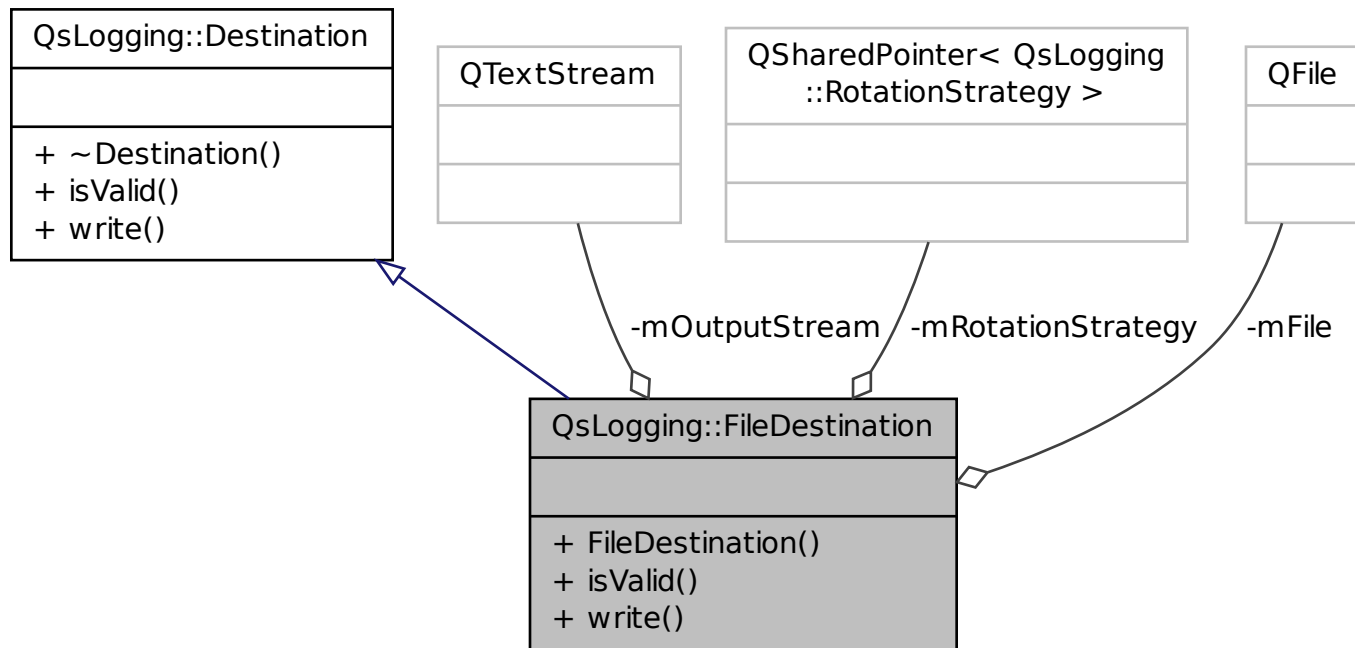 QsLogging::Destination
+ ~Destination()
+ isValid()
+ write()
QTextStream
QSharedPointer< QsLogging
::RotationStrategy >
QFile
-mOutputStream
-mRotationStrategy
-mFile
QsLogging::FileDestination
+ FileDestination()
+ isValid()
+ write()